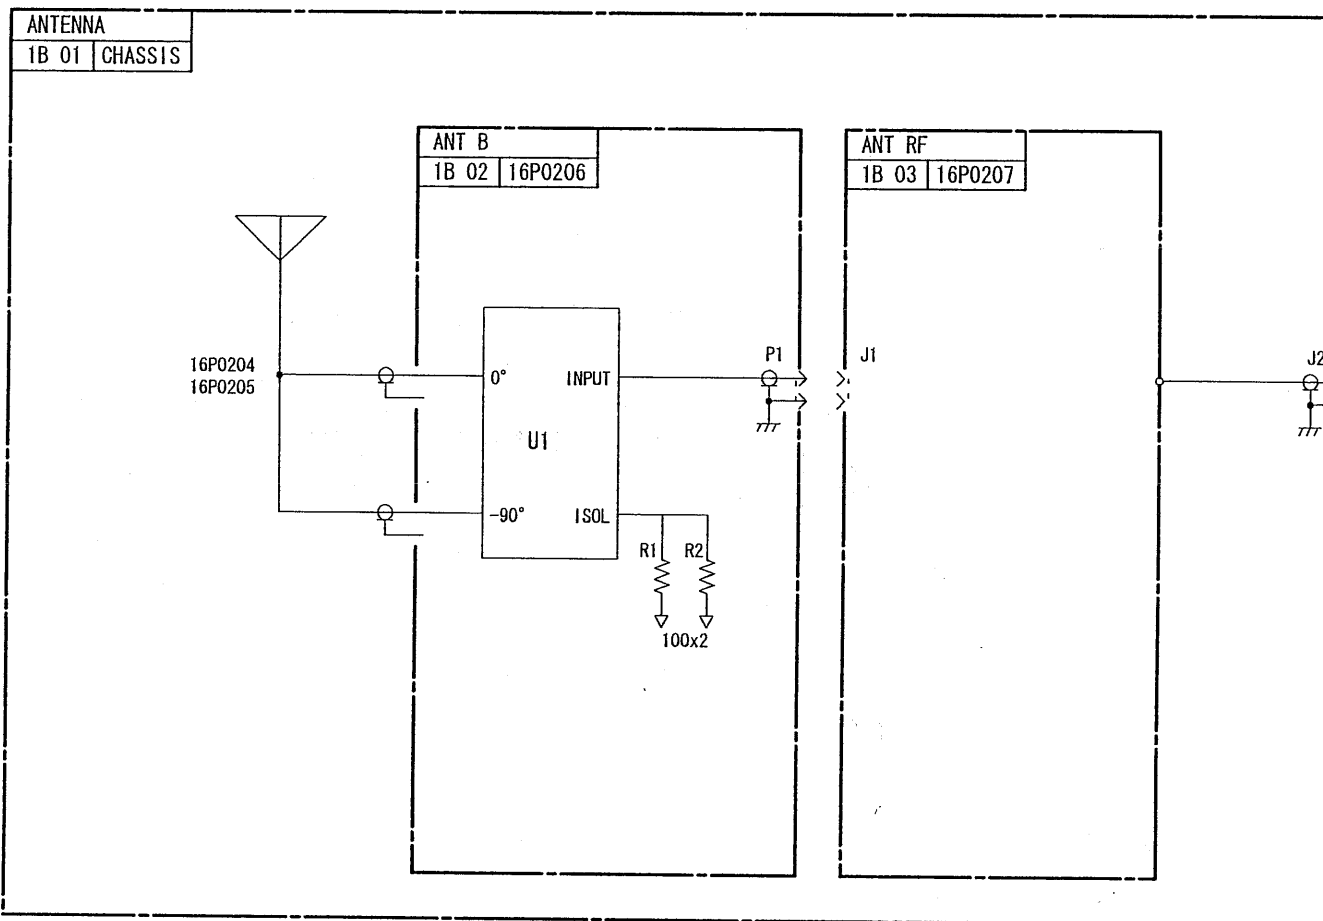 ANTENNA
1B 01 CHASSIS
ANT B
1B 02 16P0206
ANT RF
1B 03 16P0207
16P0204
16P0205
0°
INPUT
P1
J1
J2
U1
-90°
ISOL
R1 R2
100x2